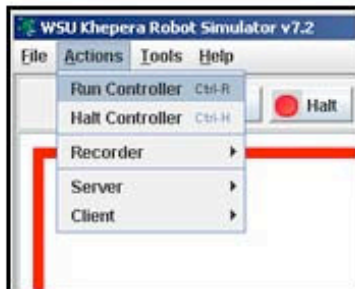 WSU Khepera Robot Simulator v7.2
File Actions Tools Help
Run Controller Ctrl-R
Halt
Halt Controller Ctrl-H
Recorder
Server
Client